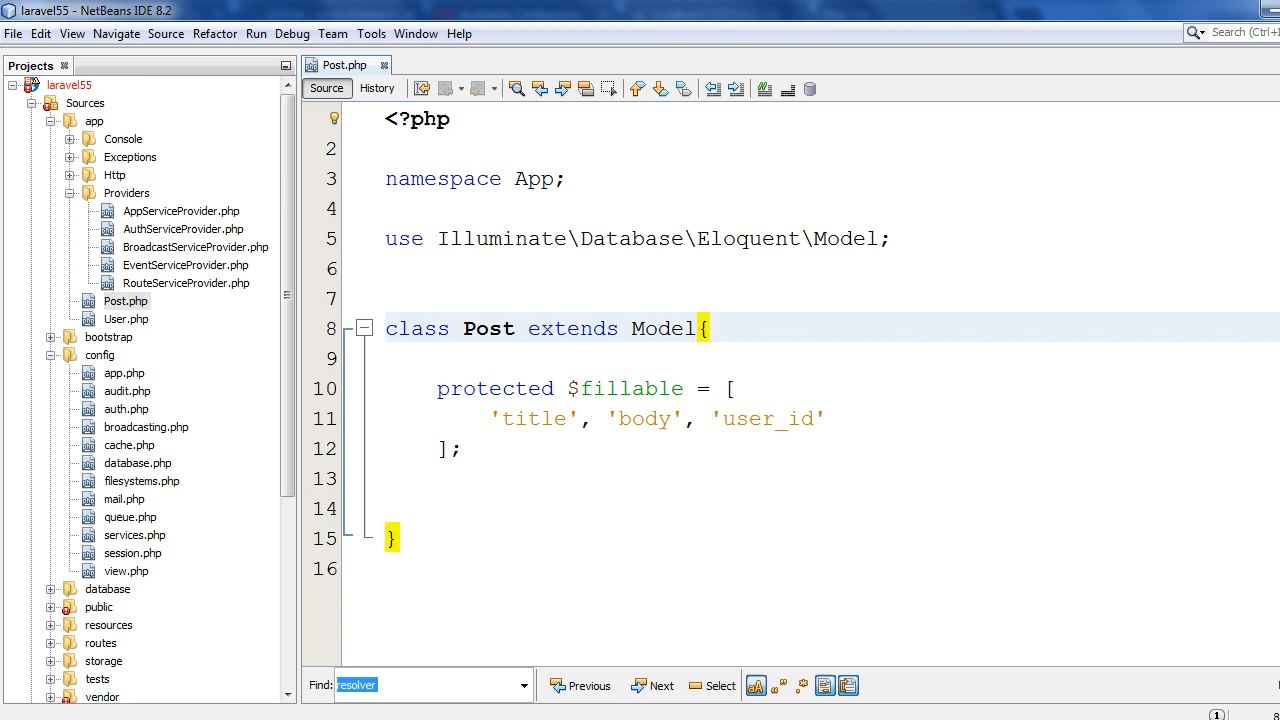 laravel55 - NetBeans IDE 8.2
File Edit View Navigate Source Refactor Run Debug Team Tools Window Help
Search (Ctrl+I
Projects
laravel55
Sources
app
Console
Exceptions
Http
Providers
AppServiceProvider.php
AuthServiceProvider.php
BroadcastServiceProvider.php
EventServiceProvider.php
RouteServiceProvider.php
Post.php
User.php
bootstrap
config
app.php
audit.php
auth.php
broadcasting.php
cache.php
database.php
filesystems.php
mail.php
queue.php
services.php
session.php
view.php
database
public
resources
routes
storage
tests
vendor
Post.php
Source History
<?php
2
3 namespace App;
4
5 use Illuminate\Database\Eloquent\Model;
6
7
8 class Post extends Model{
9
10 protected $fillable = [
11 'title', 'body', 'user_id'
12 ];
13
14
15 }
16
Find: resolver Previous Next Select
1 8